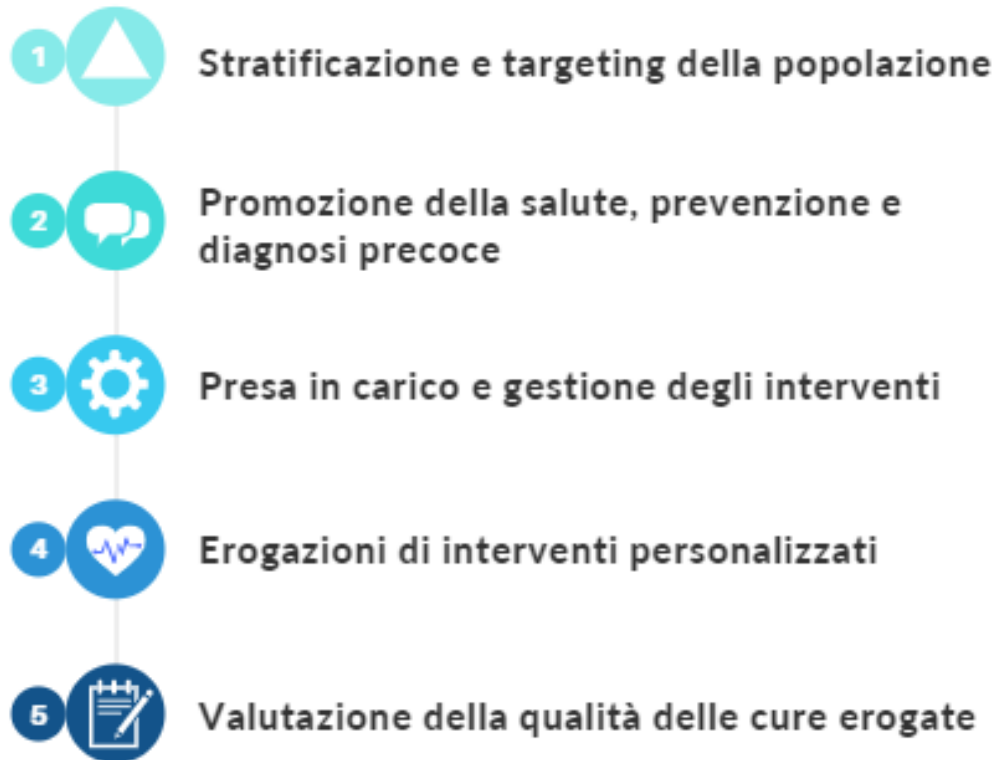 1
Stratificazione e targeting della popolazione
2
Promozione della salute, prevenzione e
diagnosi precoce
3
Presa in carico e gestione degli interventi
4
Erogazioni di interventi personalizzati
5
Valutazione della qualità delle cure erogate